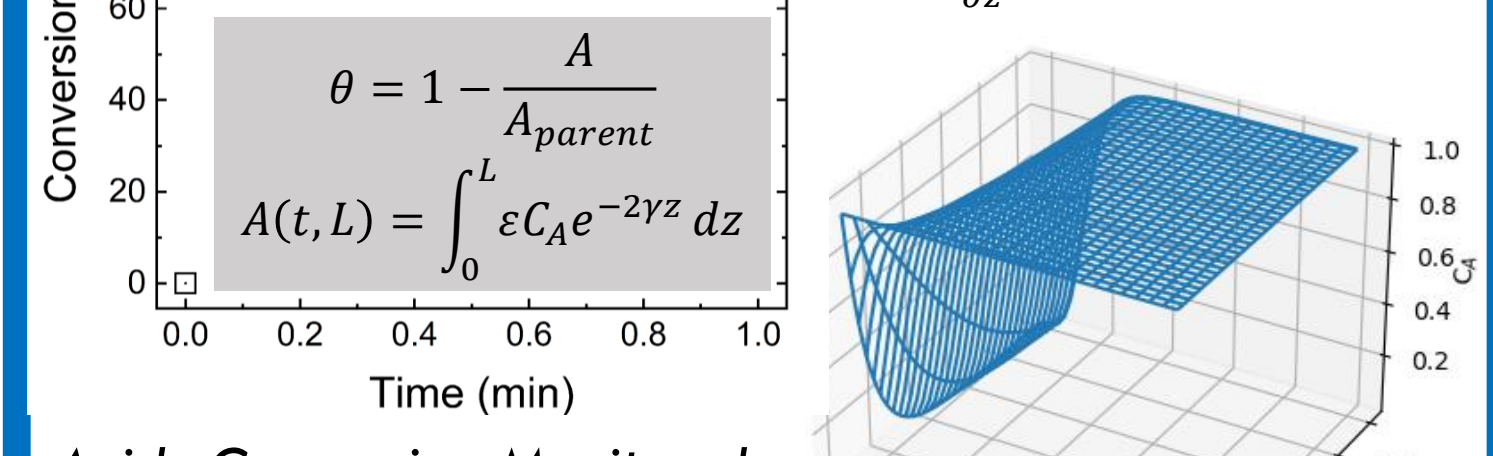 60
40
20
0
Conversion
θ = 1 − A / A_parent
A(t, L) = ∫_0^L εC_A e^{−2γz} dz
0.0 0.2 0.4 0.6 0.8 1.0
Time (min)
∂z
1.0
0.8
0.6
0.4
0.2
C_A